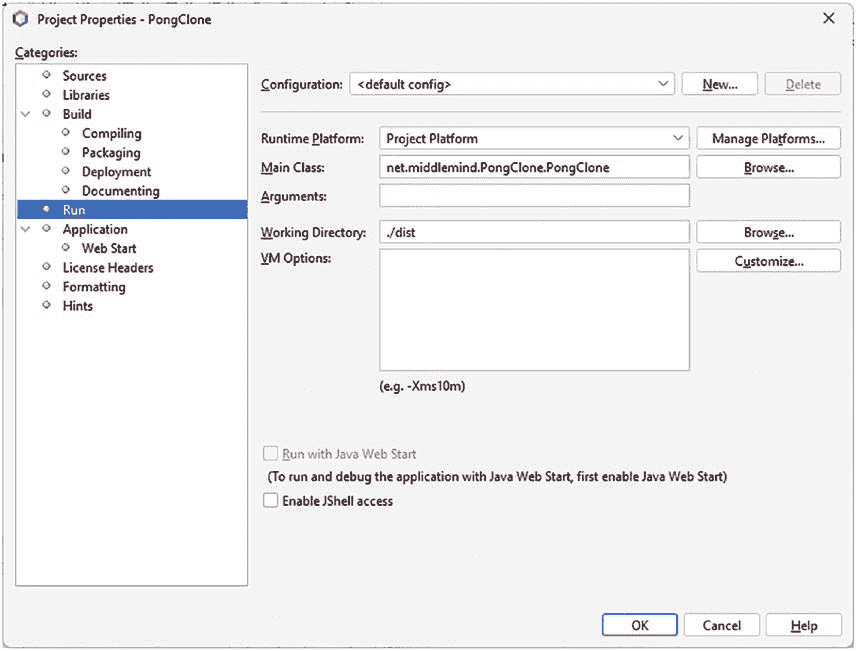 Project Properties - PongClone
Categories:
Sources
Libraries
Build
Compiling
Packaging
Deployment
Documenting
Run
Application
Web Start
License Headers
Formatting
Hints
Configuration: <default config> New... Delete
Runtime Platform: Project Platform Manage Platforms...
Main Class: net.middlemind.PongClone.PongClone Browse...
Arguments:
Working Directory: ./dist Browse...
VM Options: Customize...
(e.g. -Xms10m)
Run with Java Web Start
(To run and debug the application with Java Web Start, first enable Java Web Start)
Enable JShell access
OK Cancel Help